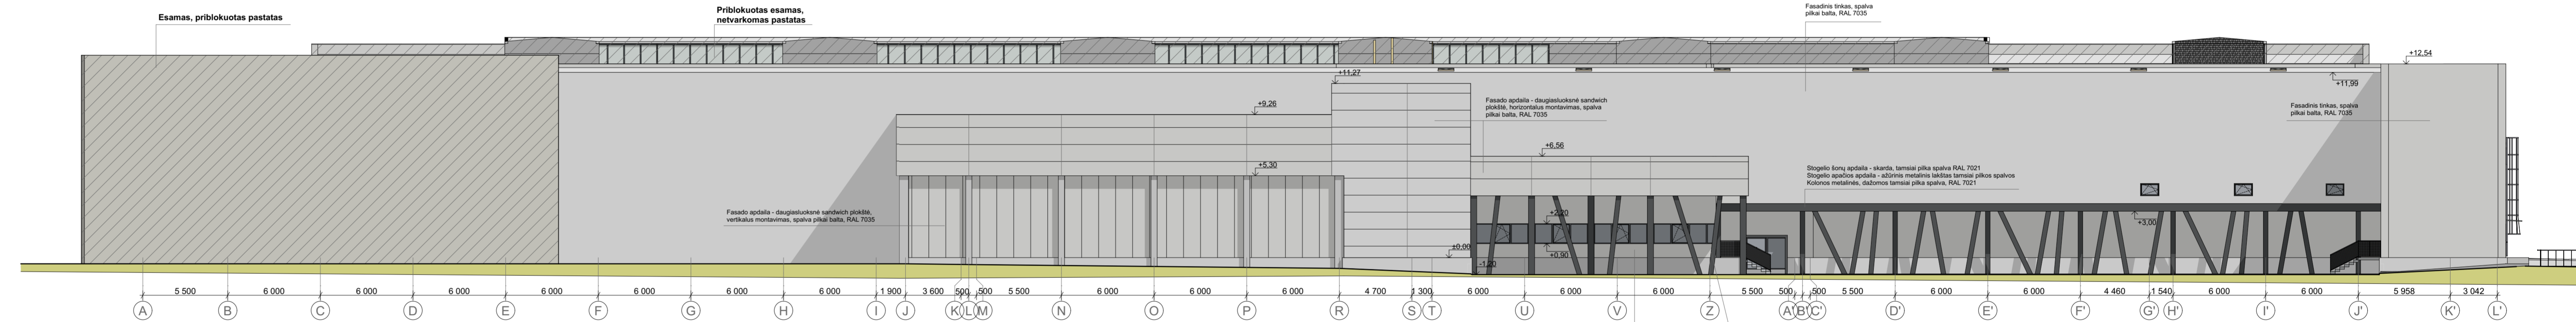 Esamas, priblokuotas pastatas
Priblokuotas esamas,
netvarkomas pastatas
Fasadinis tinkas, spalva
pilkai balta, RAL 7035
+12,54
+11,27
+11,99
Fasado apdaila - daugiasluoksnė sandwich
plokštė, horizontalus montavimas, spalva
pilkai balta, RAL 7035
Fasadinis tinkas, spalva
pilkai balta, RAL 7035
+9,26
+6,56
+5,30
Stogelio šonų apdaila - skarda, tamsiai pilka spalva RAL 7021
Stogelio apačios apdaila - ažūrinis metalinis lakštas tamsiai pilkos spalvos
Kolonos metalinės, dažomos tamsiai pilka spalva, RAL 7021
Fasado apdaila - daugiasluoksnė sandwich plokštė,
vertikalus montavimas, spalva pilkai balta, RAL 7035
+2,20
+3,00
±0,00
+0,90
-1,20
5 500 6 000 6 000 6 000 6 000 6 000 6 000 6 000 1 900 3 600 500 500 5 500 6 000 6 000 6 000 4 700 1 300 6 000 6 000 6 000 5 500 500 500 5 500 6 000 6 000 4 460 1 540 6 000 6 000 5 958 3 042
A B C D E F G H I J K L M N O P R S T U V Z A' B' C' D' E' F' G' H' I' J' K' L'